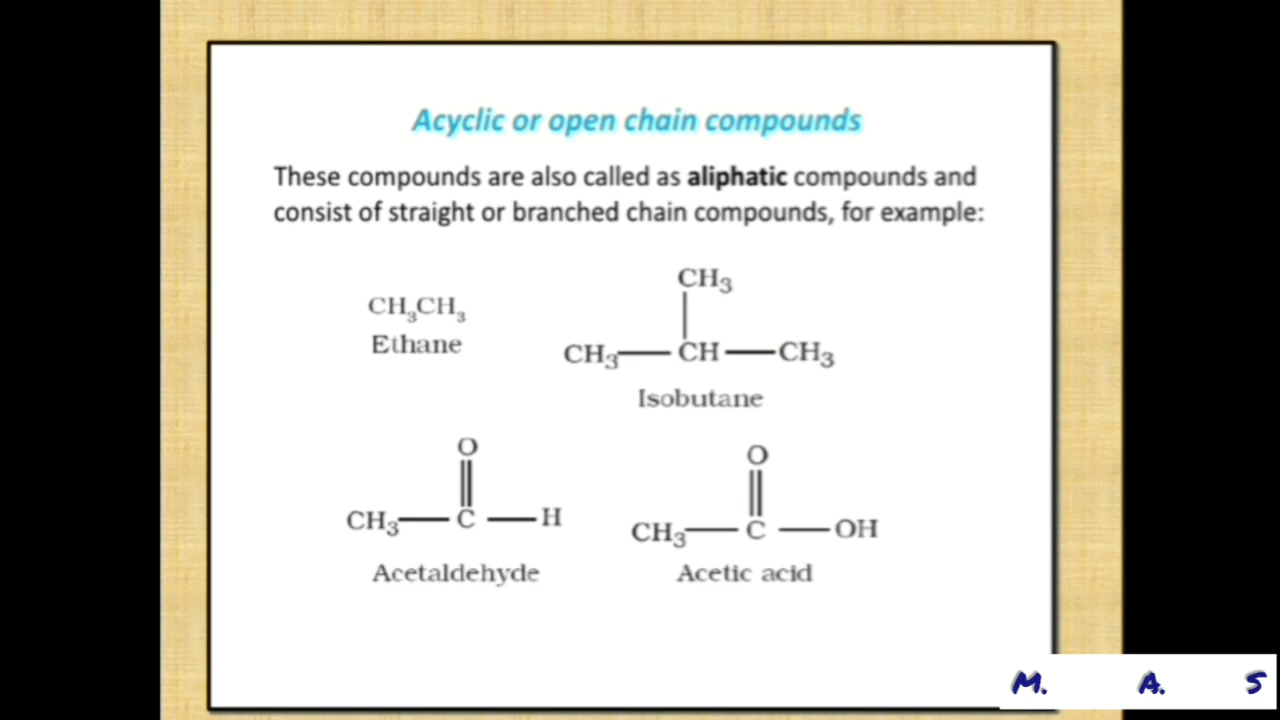 Acyclic or open chain compounds
These compounds are also called as aliphatic compounds and
consist of straight or branched chain compounds, for example:
CH₃CH₃
Ethane
CH₃
CH₃—CH—CH₃
Isobutane
O
CH₃—C—H
Acetaldehyde
O
CH₃—C—OH
Acetic acid
M. A. S